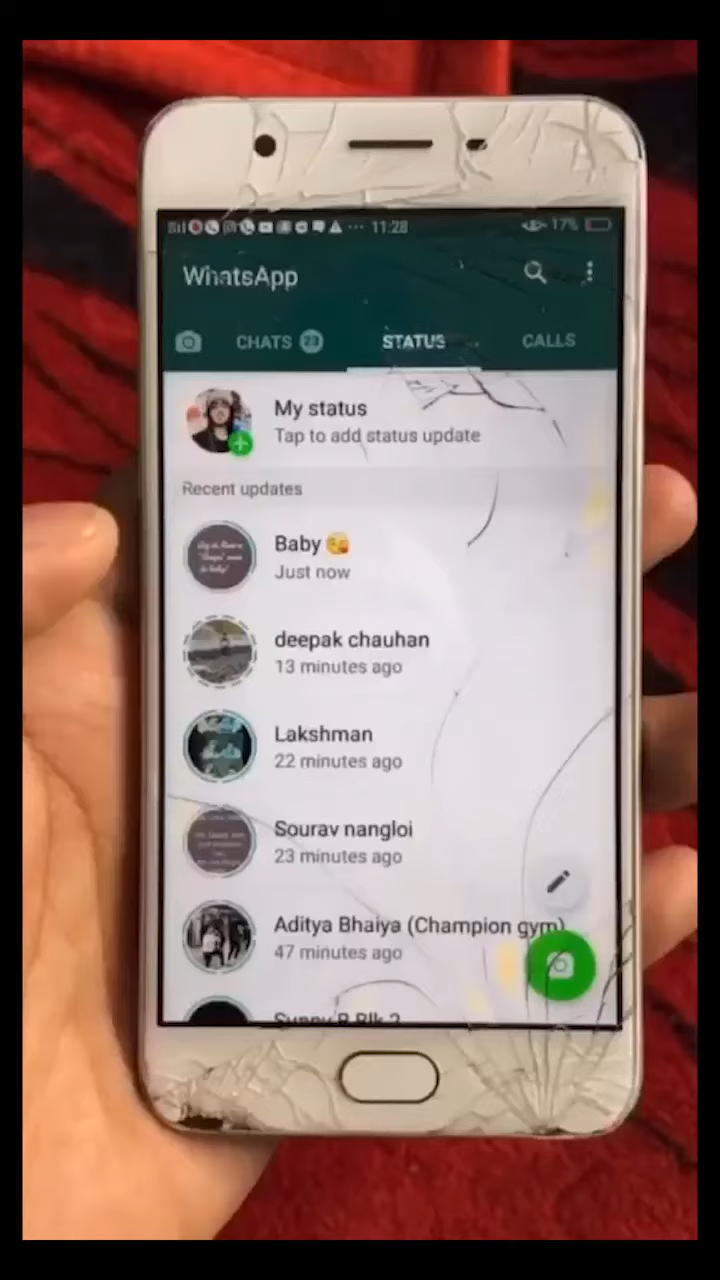 11:28
17%
WhatsApp
CHATS 23
STATUS
CALLS
My status
Tap to add status update
Recent updates
Baby😘
Just now
deepak chauhan
13 minutes ago
Lakshman
22 minutes ago
Sourav nangloi
23 minutes ago
Aditya Bhaiya (Champion gym)
47 minutes ago